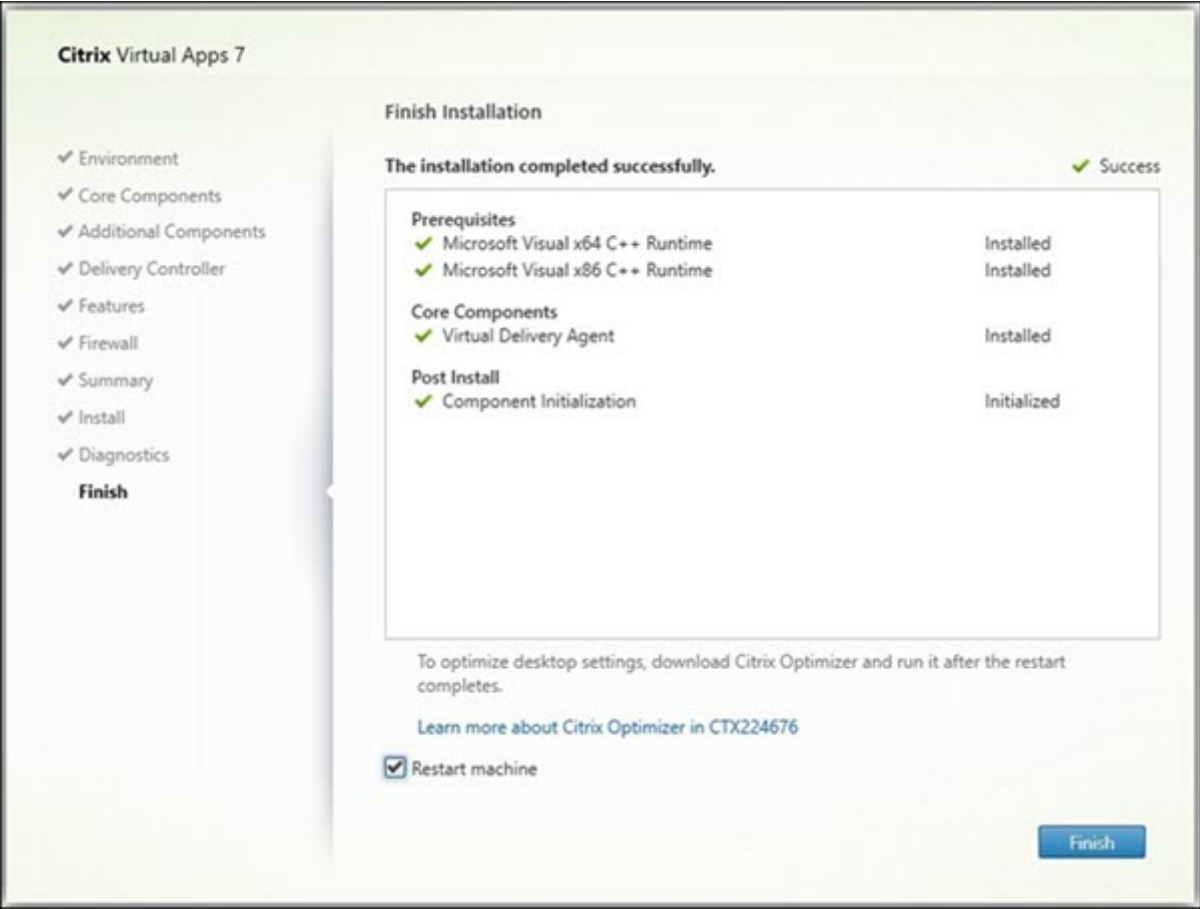 Citrix Virtual Apps 7
Environment
Core Components
Additional Components
Delivery Controller
Features
Firewall
Summary
Install
Diagnostics
Finish
Finish Installation
The installation completed successfully.
Success
Prerequisites
Microsoft Visual x64 C++ Runtime Installed
Microsoft Visual x86 C++ Runtime Installed
Core Components
Virtual Delivery Agent Installed
Post Install
Component Initialization Initialized
To optimize desktop settings, download Citrix Optimizer and run it after the restart
completes.
Learn more about Citrix Optimizer in CTX224676
Restart machine
Finish